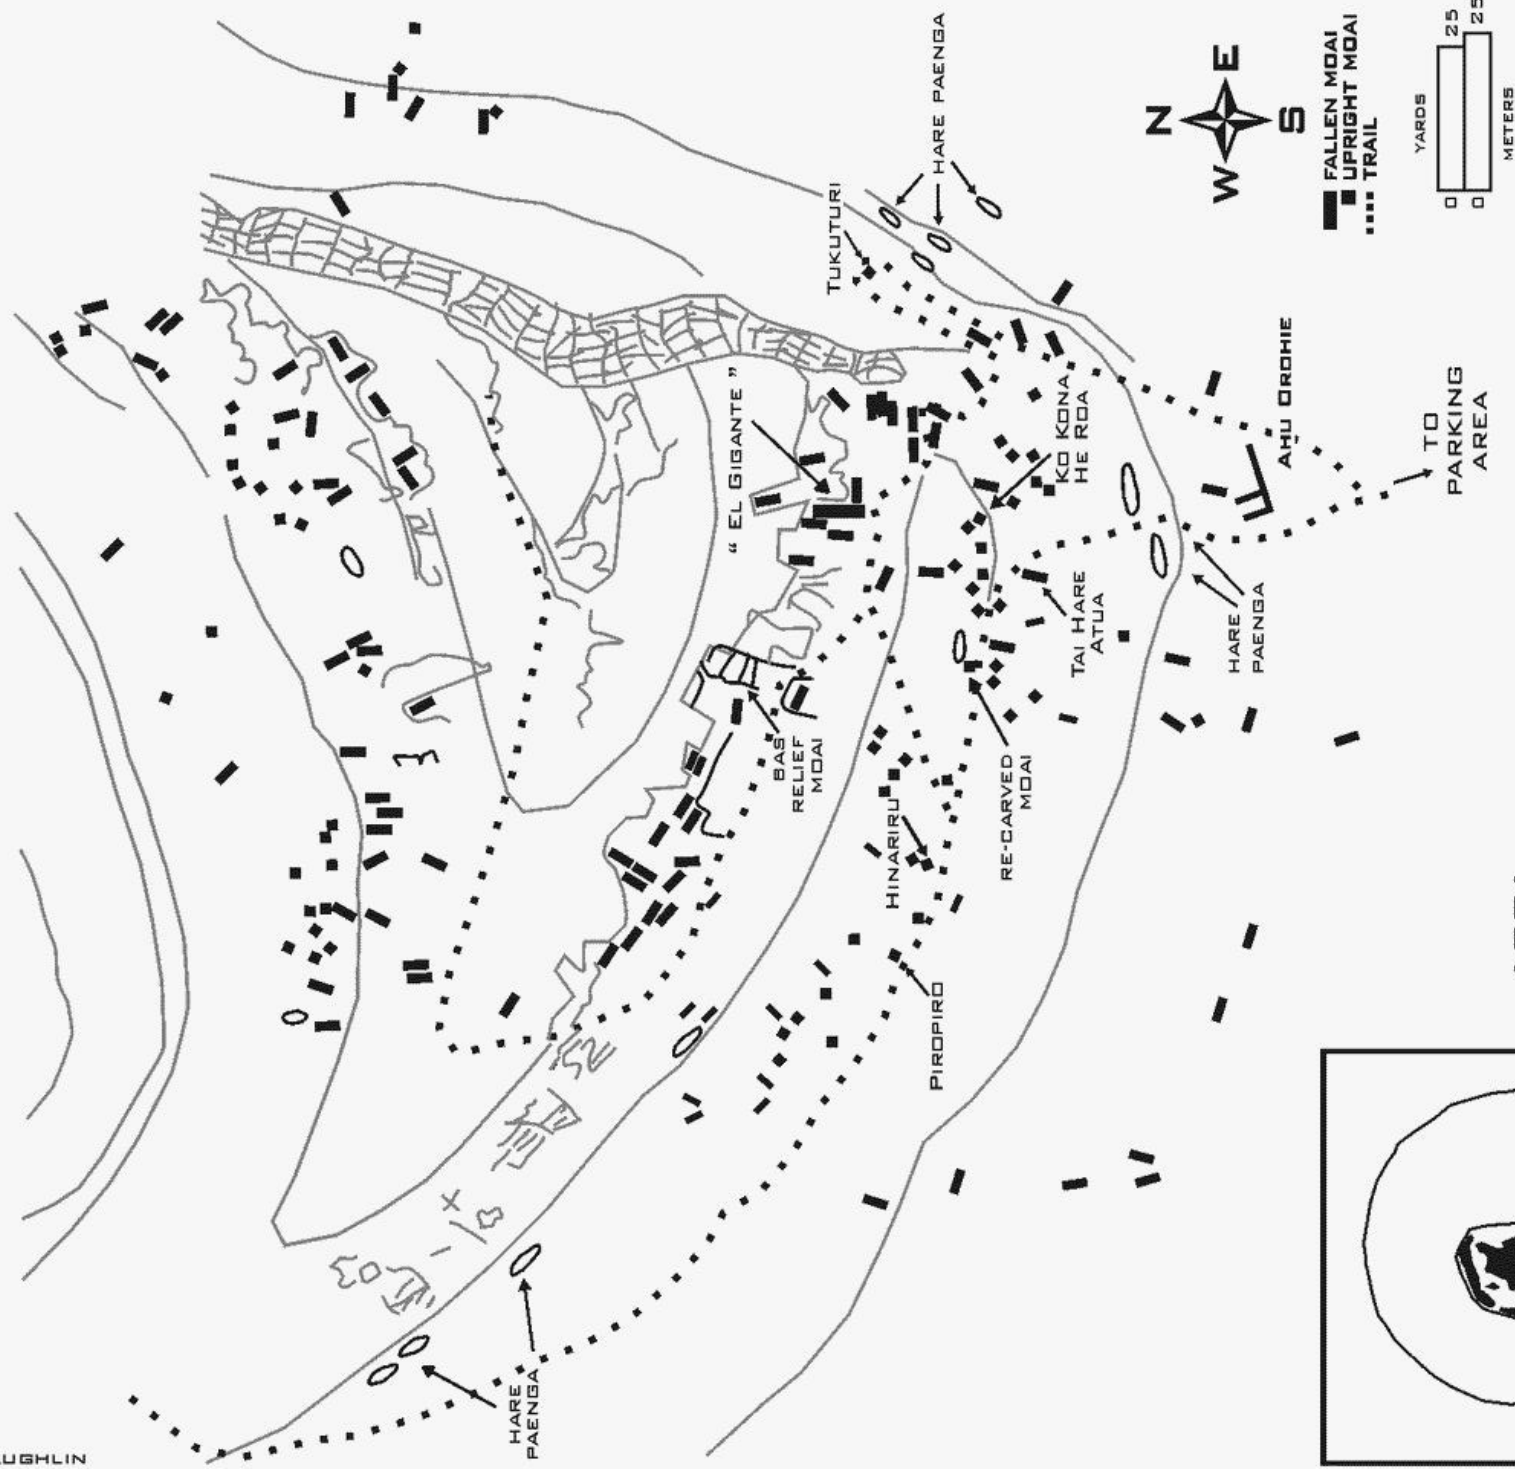 HARE PAENGA
TUKUTURI
N
W
E
S
FALLEN MOAI
UPRIGHT MOAI
TRAIL
YARDS
0
25
0
25
METERS
"EL GIGANTE"
KO KONA
HE ROA
AHU OROHIE
TO
PARKING
AREA
TAI HARE
ATUA
HARE
PAENGA
BAS
RELIEF
MOAI
HINARIRU
RE-CARVED
MOAI
PIROPIRO
HARE
PAENGA
UGHLIN